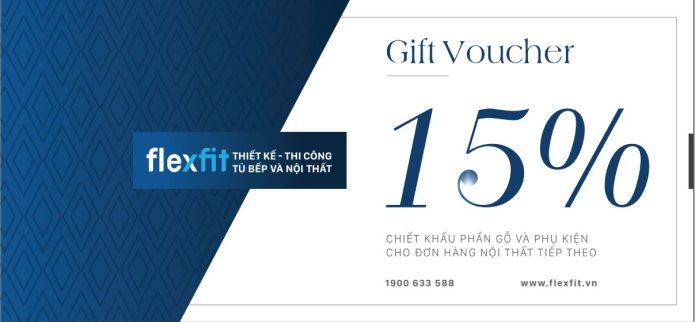 Gift Voucher
15%
flexfit
THIẾT KẾ - THI CÔNG
TỦ BẾP VÀ NỘI THẤT
CHIẾT KHẤU PHẦN GỖ VÀ PHỤ KIỆN
CHO ĐƠN HÀNG NỘI THẤT TIẾP THEO
1900 633 588 www.flexfit.vn